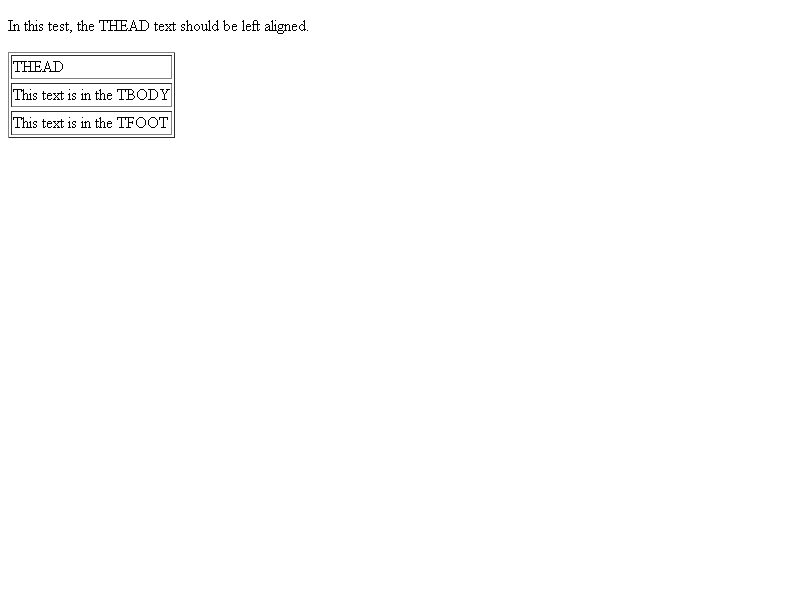 In this test, the THEAD text should be left aligned.
THEAD
This text is in the TBODY
This text is in the TFOOT